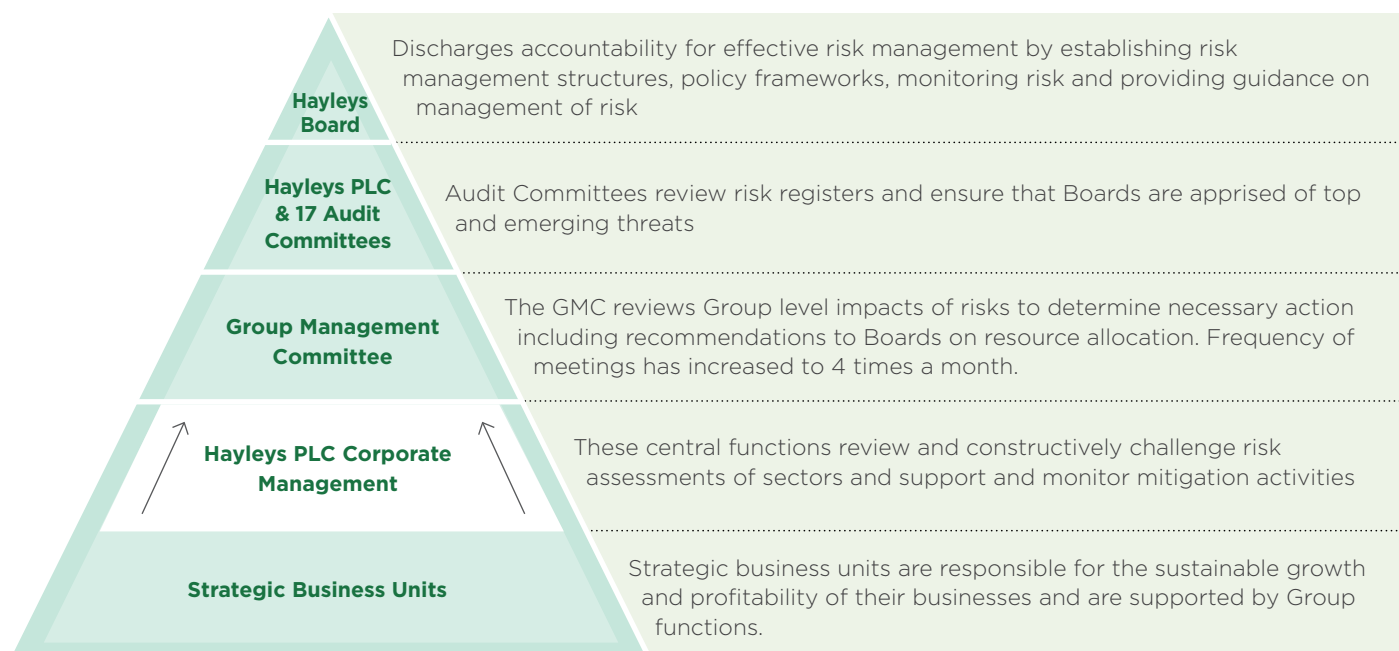 Hayleys
Board
Discharges accountability for effective risk management by establishing risk
management structures, policy frameworks, monitoring risk and providing guidance on
management of risk
Hayleys PLC
& 17 Audit
Committees
Audit Committees review risk registers and ensure that Boards are apprised of top
and emerging threats
Group Management
Committee
The GMC reviews Group level impacts of risks to determine necessary action
including recommendations to Boards on resource allocation. Frequency of
meetings has increased to 4 times a month.
Hayleys PLC Corporate
Management
These central functions review and constructively challenge risk
assessments of sectors and support and monitor mitigation activities
Strategic Business Units
Strategic business units are responsible for the sustainable growth
and profitability of their businesses and are supported by Group
functions.